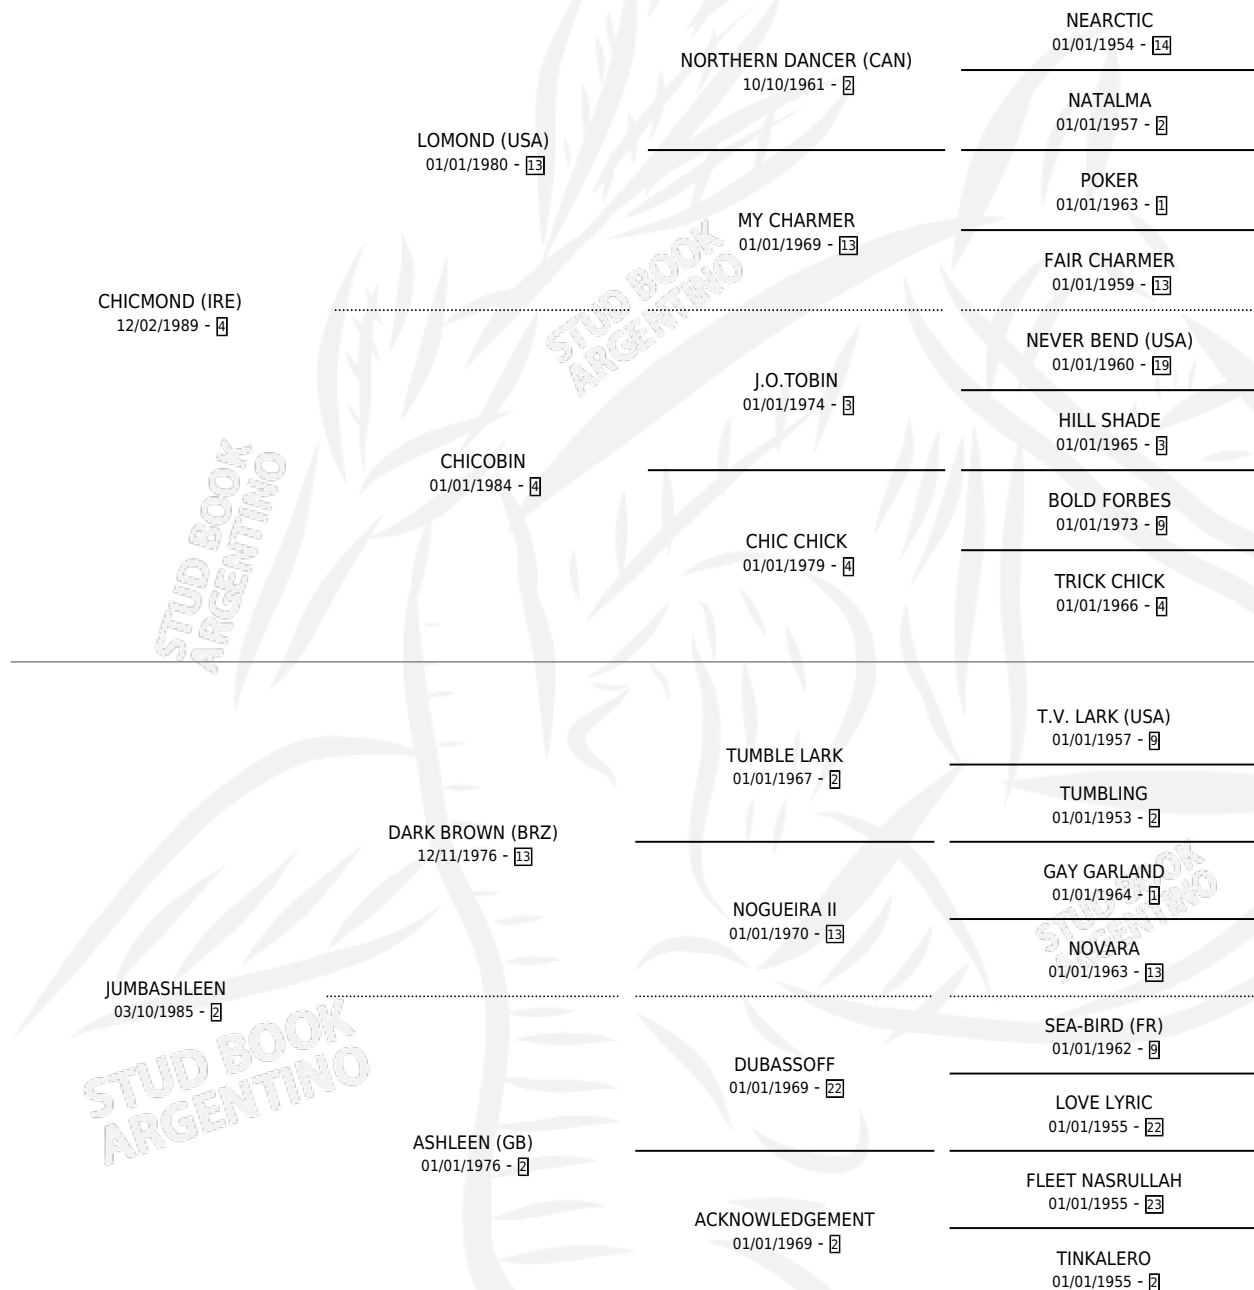 NEARCTIC
01/01/1954 - 14
NORTHERN DANCER (CAN)
10/10/1961 - 2
NATALMA
01/01/1957 - 2
LOMOND (USA)
01/01/1980 - 13
POKER
01/01/1963 - 1
MY CHARMER
01/01/1969 - 13
FAIR CHARMER
01/01/1959 - 13
CHICMOND (IRE)
12/02/1989 - 4
STUD BOOK
ARGENTINO
NEVER BEND (USA)
01/01/1960 - 19
J.O.TOBIN
01/01/1974 - 3
HILL SHADE
01/01/1965 - 3
CHICOBIN
01/01/1984 - 4
BOLD FORBES
01/01/1973 - 9
CHIC CHICK
01/01/1979 - 4
TRICK CHICK
01/01/1966 - 4
STUD BOOK
ARGENTINO
T.V. LARK (USA)
01/01/1957 - 9
TUMBLE LARK
01/01/1967 - 2
TUMBLING
01/01/1953 - 2
DARK BROWN (BRZ)
12/11/1976 - 13
GAY GARLAND
01/01/1964 - 1
NOGUEIRA II
01/01/1970 - 13
NOVARA
01/01/1963 - 13
STUD BOOK
ARGENTINO
JUMBASHLEEN
03/10/1985 - 2
SEA-BIRD (FR)
01/01/1962 - 9
DUBASSOFF
01/01/1969 - 22
LOVE LYRIC
01/01/1955 - 22
STUD BOOK
ARGENTINO
ASHLEEN (GB)
01/01/1976 - 2
FLEET NASRULLAH
01/01/1955 - 23
ACKNOWLEDGEMENT
01/01/1969 - 2
TINKALERO
01/01/1955 - 2